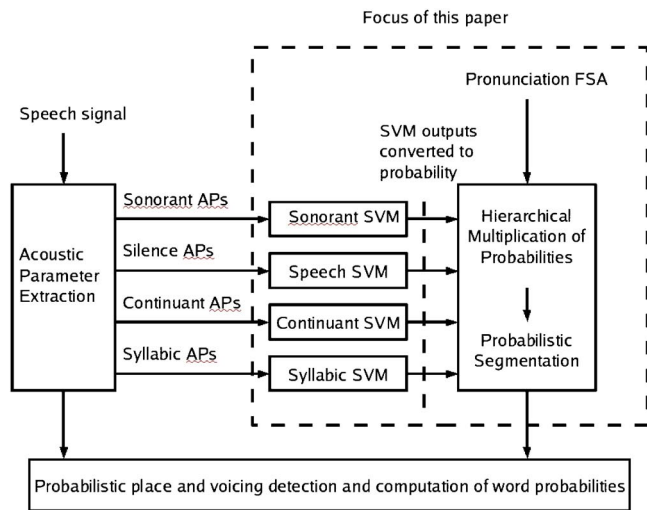 Focus of this paper
Pronunciation FSA
Speech signal
SVM outputs
converted to
probability
Sonorant APs
Sonorant SVM
Hierarchical
Multiplication of
Probabilities
Acoustic
Parameter
Extraction
Silence APs
Speech SVM
Continuant APs
Continuant SVM
Probabilistic
Segmentation
Syllabic APs
Syllabic SVM
Probabilistic place and voicing detection and computation of word probabilities